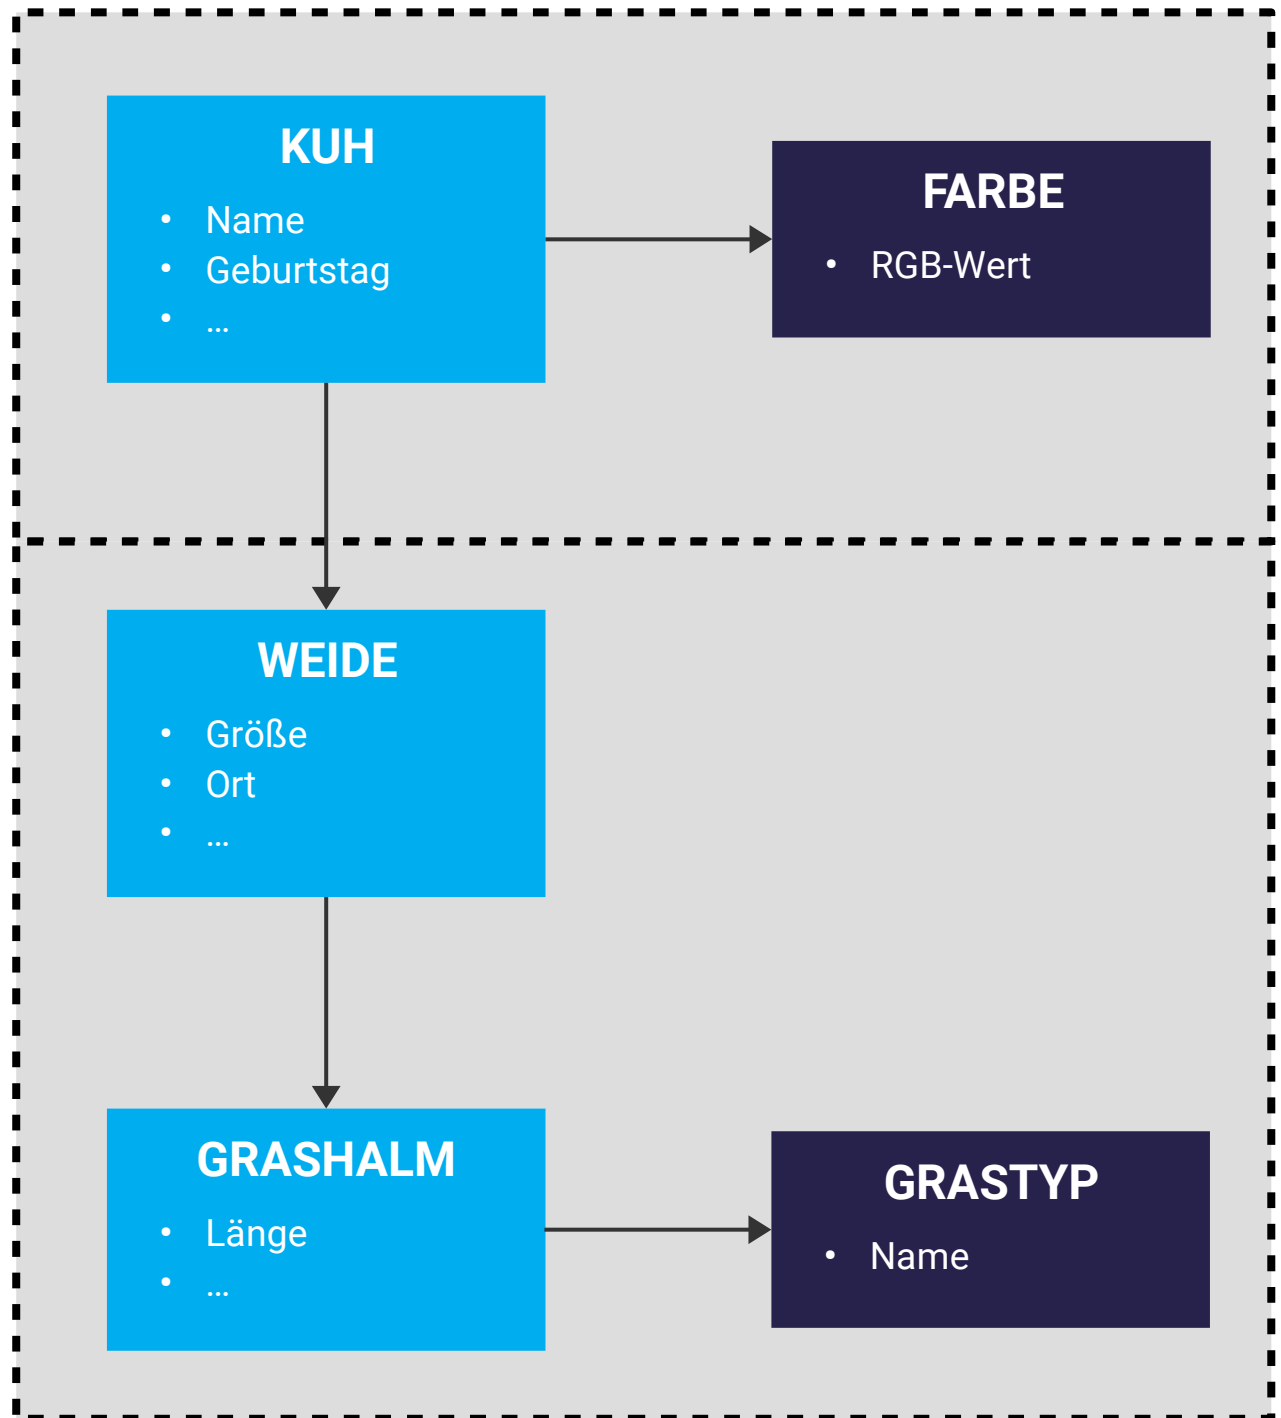 KUH
• Name
• Geburtstag
• ...
FARBE
• RGB-Wert
WEIDE
• Größe
• Ort
• ...
GRASHALM
• Länge
• ...
GRASTYP
• Name